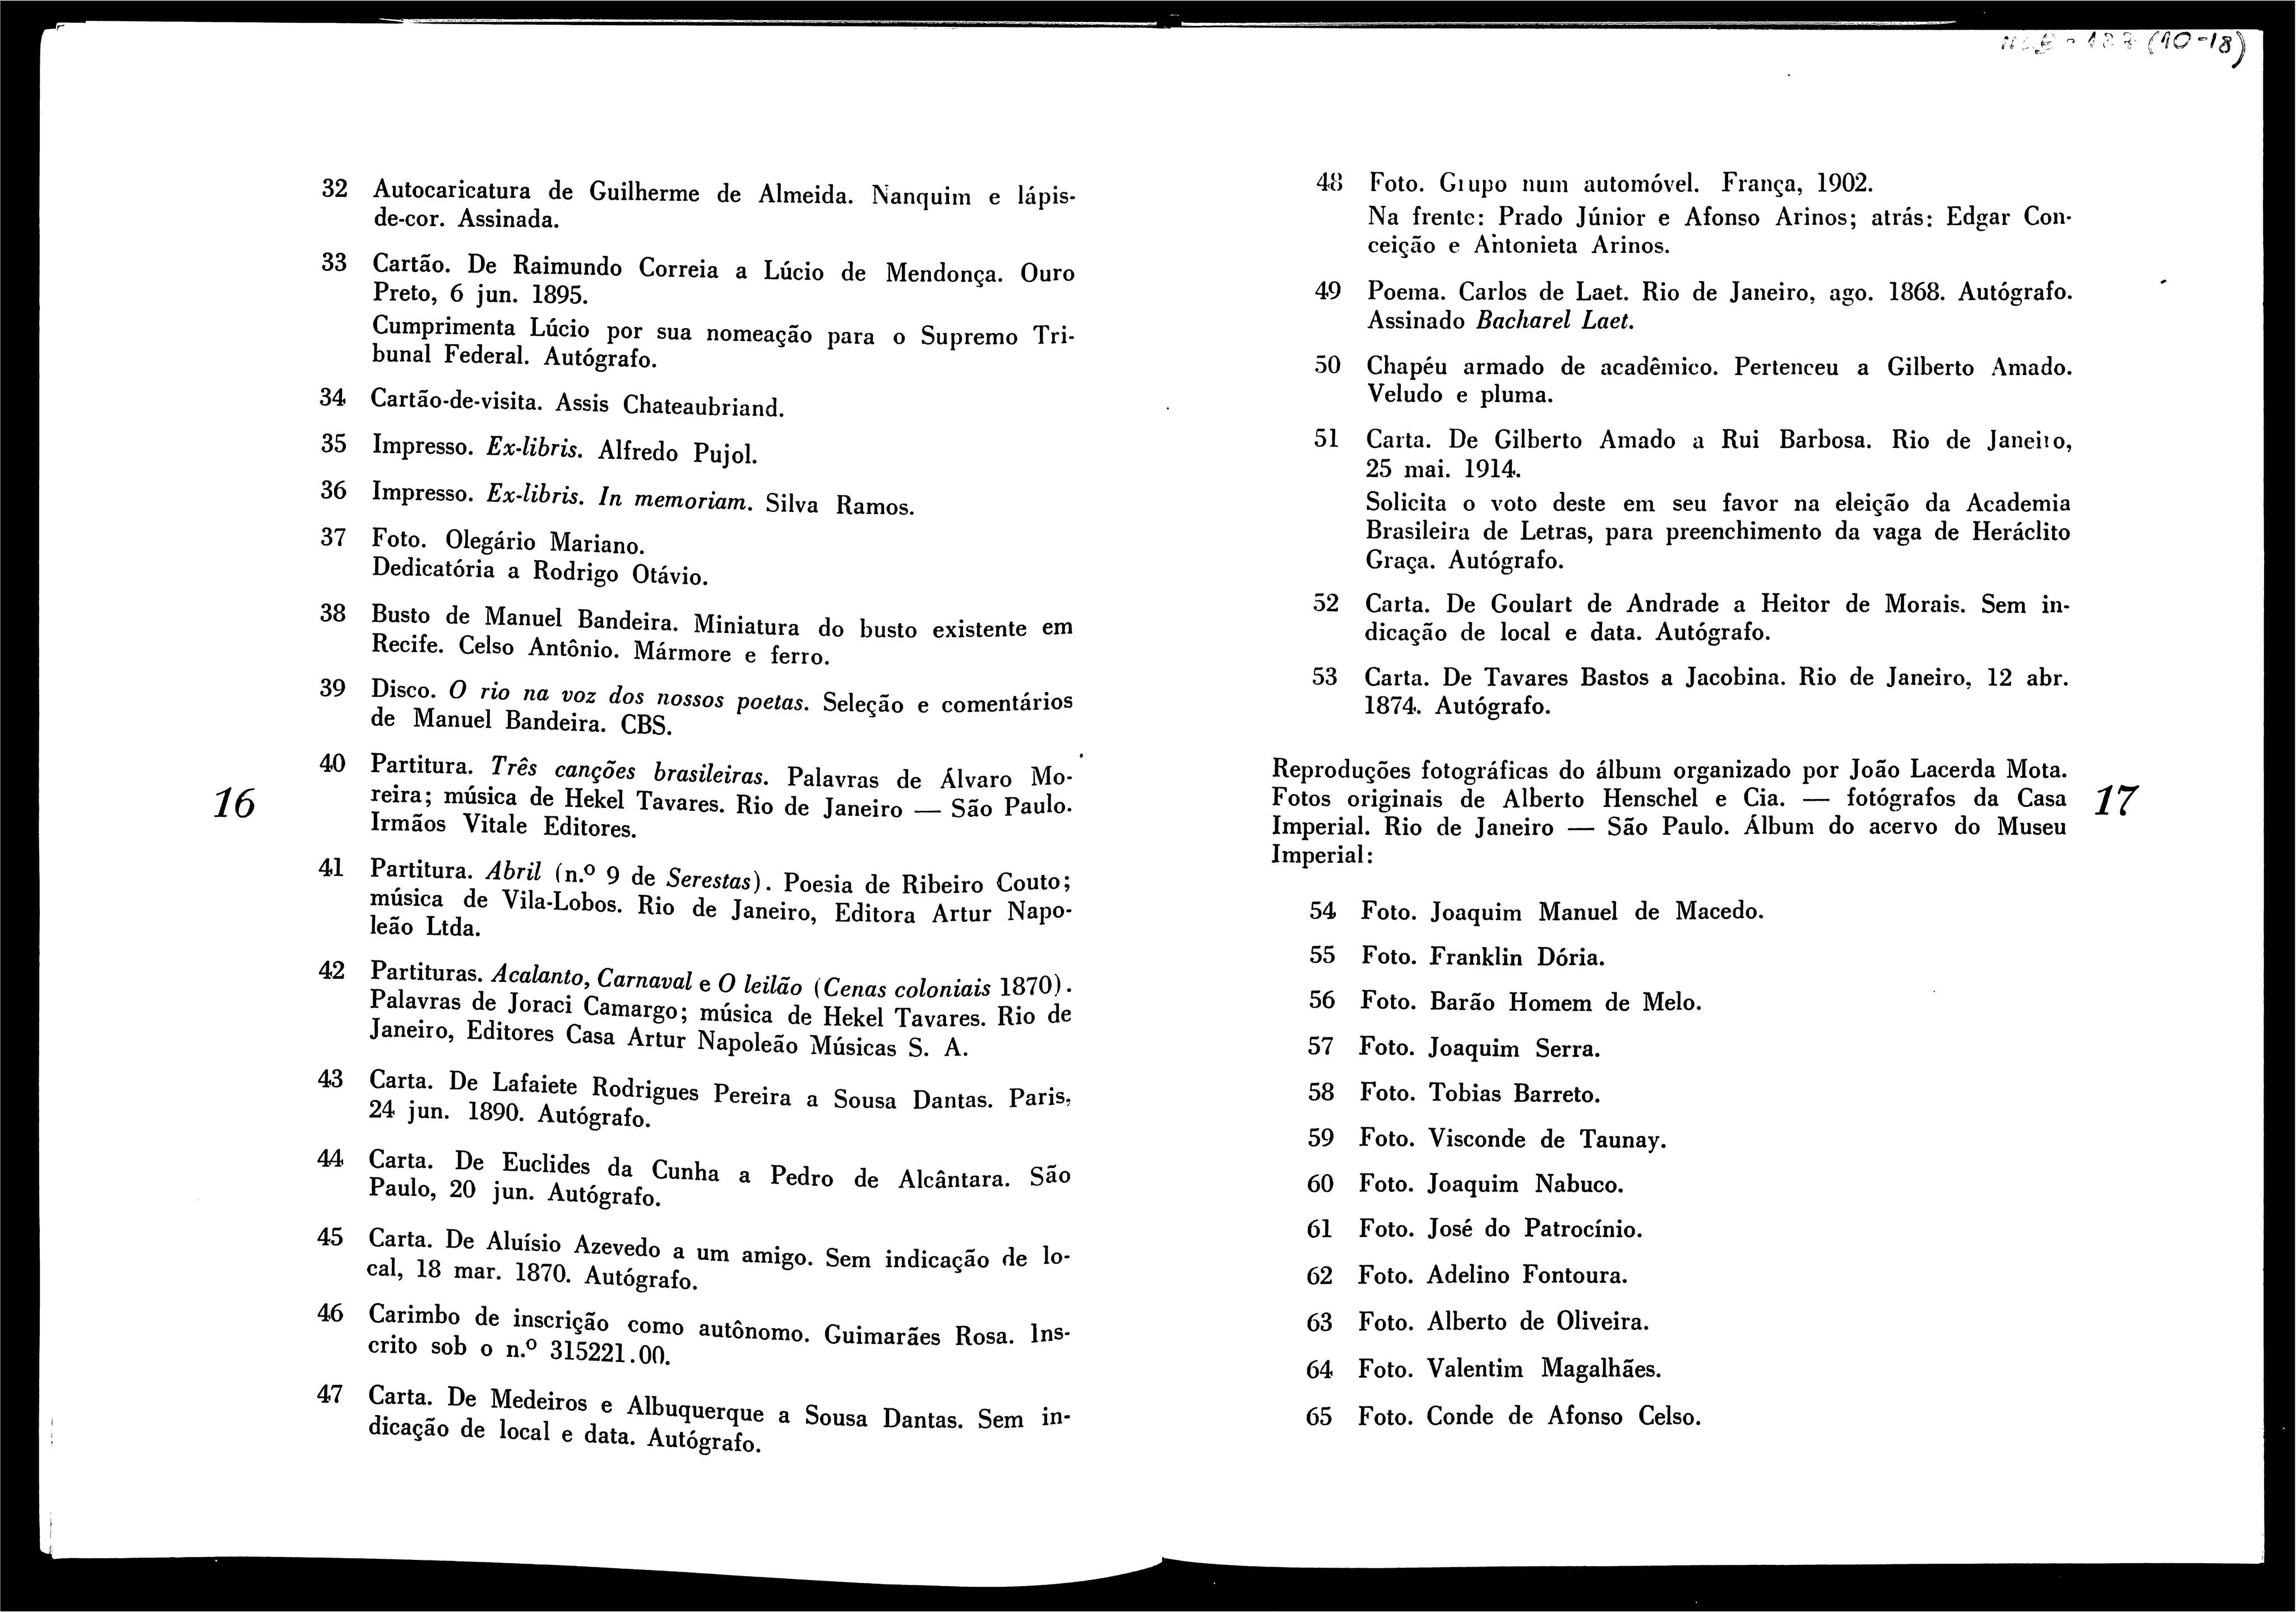 (10-18)
32 Autocaricatura de Guilherme de Almeida. Nanquim e lápis-
de-cor. Assinada.
33 Cartão. De Raimundo Correia a Lúcio de Mendonça. Ouro
Preto, 6 jun. 1895.
Cumprimenta Lúcio por sua nomeação para o Supremo Tri-
bunal Federal. Autógrafo.
34 Cartão-de-visita. Assis Chateaubriand.
35 Impresso. Ex-libris. Alfredo Pujol.
36 Impresso. Ex-libris. In memoriam. Silva Ramos.
37 Foto. Olegário Mariano.
Dedicatória a Rodrigo Otávio.
38 Busto de Manuel Bandeira. Miniatura do busto existente em
Recife. Celso Antônio. Mármore e ferro.
39 Disco. O rio na voz dos nossos poetas. Seleção e comentários
de Manuel Bandeira. CBS.
40 Partitura. Três canções brasileiras. Palavras de Álvaro Mo-
reira; música de Hekel Tavares. Rio de Janeiro — São Paulo.
Irmãos Vitale Editores.
41 Partitura. Abril (n.º 9 de Serestas). Poesia de Ribeiro Couto;
música de Vila-Lobos. Rio de Janeiro, Editora Artur Napo-
leão Ltda.
42 Partituras. Acalanto, Carnaval e O leilão (Cenas coloniais 1870).
Palavras de Joraci Camargo; música de Hekel Tavares. Rio de
Janeiro, Editores Casa Artur Napoleão Músicas S. A.
43 Carta. De Lafaiete Rodrigues Pereira a Sousa Dantas. Paris,
24 jun. 1890. Autógrafo.
44 Carta. De Euclides da Cunha a Pedro de Alcântara. São
Paulo, 20 jun. Autógrafo.
45 Carta. De Aluísio Azevedo a um amigo. Sem indicação de lo-
cal, 18 mar. 1870. Autógrafo.
46 Carimbo de inscrição como autônomo. Guimarães Rosa. Ins-
crito sob o n.º 315221.00.
47 Carta. De Medeiros e Albuquerque a Sousa Dantas. Sem in-
dicação de local e data. Autógrafo.
16
48 Foto. Grupo num automóvel. França, 1902.
Na frente: Prado Júnior e Afonso Arinos; atrás: Edgar Con-
ceição e Antonieta Arinos.
49 Poema. Carlos de Laet. Rio de Janeiro, ago. 1868. Autógrafo.
Assinado Bacharel Laet.
50 Chapéu armado de acadêmico. Pertenceu a Gilberto Amado.
Veludo e pluma.
51 Carta. De Gilberto Amado a Rui Barbosa. Rio de Janeiro,
25 mai. 1914.
Solicita o voto deste em seu favor na eleição da Academia
Brasileira de Letras, para preenchimento da vaga de Heráclito
Graça. Autógrafo.
52 Carta. De Goulart de Andrade a Heitor de Morais. Sem in-
dicação de local e data. Autógrafo.
53 Carta. De Tavares Bastos a Jacobina. Rio de Janeiro, 12 abr.
1874. Autógrafo.
Reproduções fotográficas do álbum organizado por João Lacerda Mota.
Fotos originais de Alberto Henschel e Cia. — fotógrafos da Casa
Imperial. Rio de Janeiro — São Paulo. Álbum do acervo do Museu
Imperial:
54 Foto. Joaquim Manuel de Macedo.
55 Foto. Franklin Dória.
56 Foto. Barão Homem de Melo.
57 Foto. Joaquim Serra.
58 Foto. Tobias Barreto.
59 Foto. Visconde de Taunay.
60 Foto. Joaquim Nabuco.
61 Foto. José do Patrocínio.
62 Foto. Adelino Fontoura.
63 Foto. Alberto de Oliveira.
64 Foto. Valentim Magalhães.
65 Foto. Conde de Afonso Celso.
17